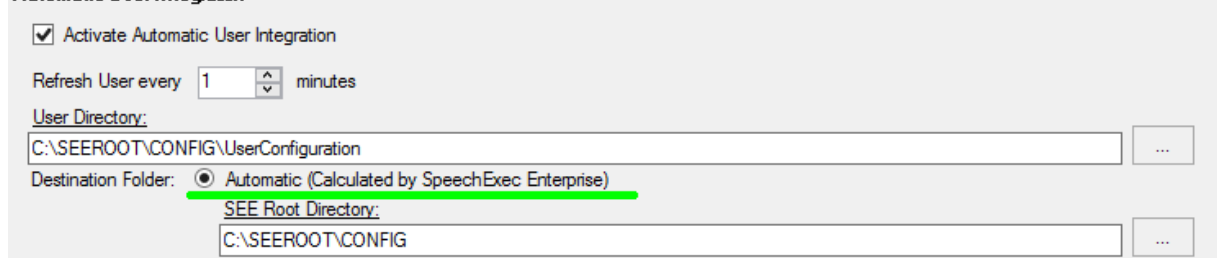 Activate Automatic User Integration
Refresh User every 1 minutes
User Directory:
C:\SEEROOT\CONFIG\UserConfiguration ...
Destination Folder: Automatic (Calculated by SpeechExec Enterprise)
SEE Root Directory:
C:\SEEROOT\CONFIG ...